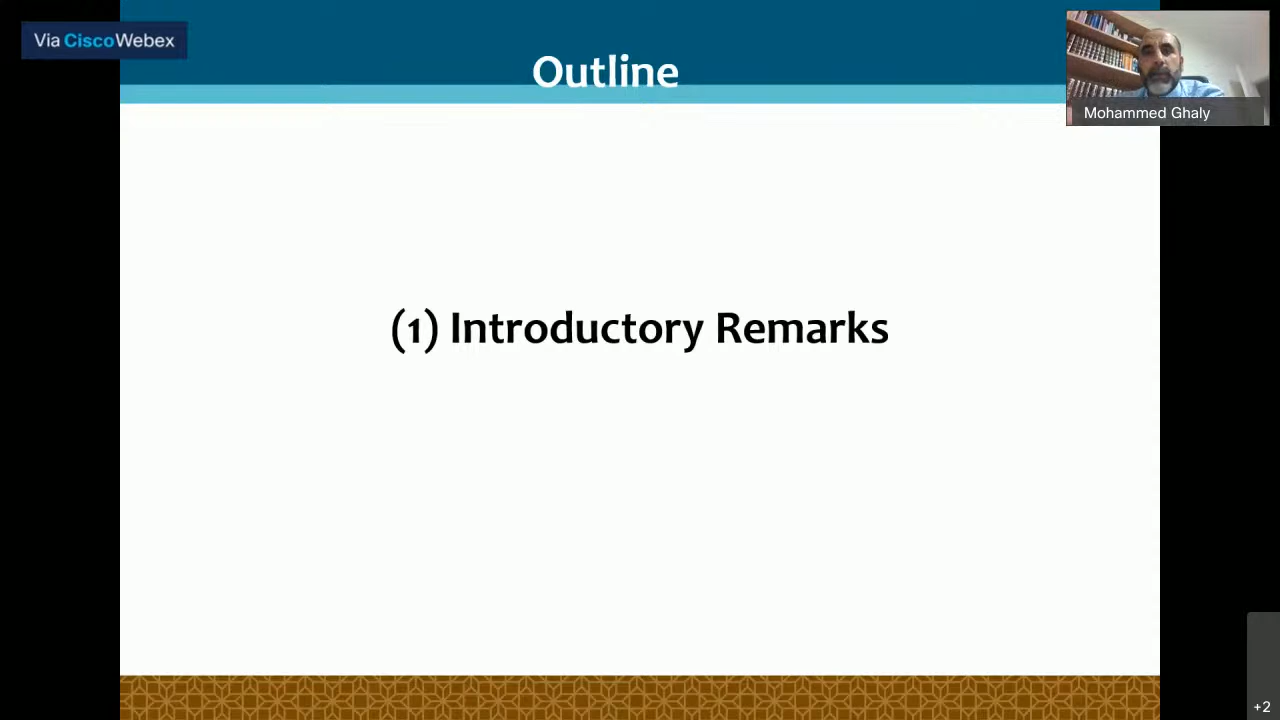 Via CiscoWebex
Outline
Mohammed Ghaly
(1) Introductory Remarks
+2